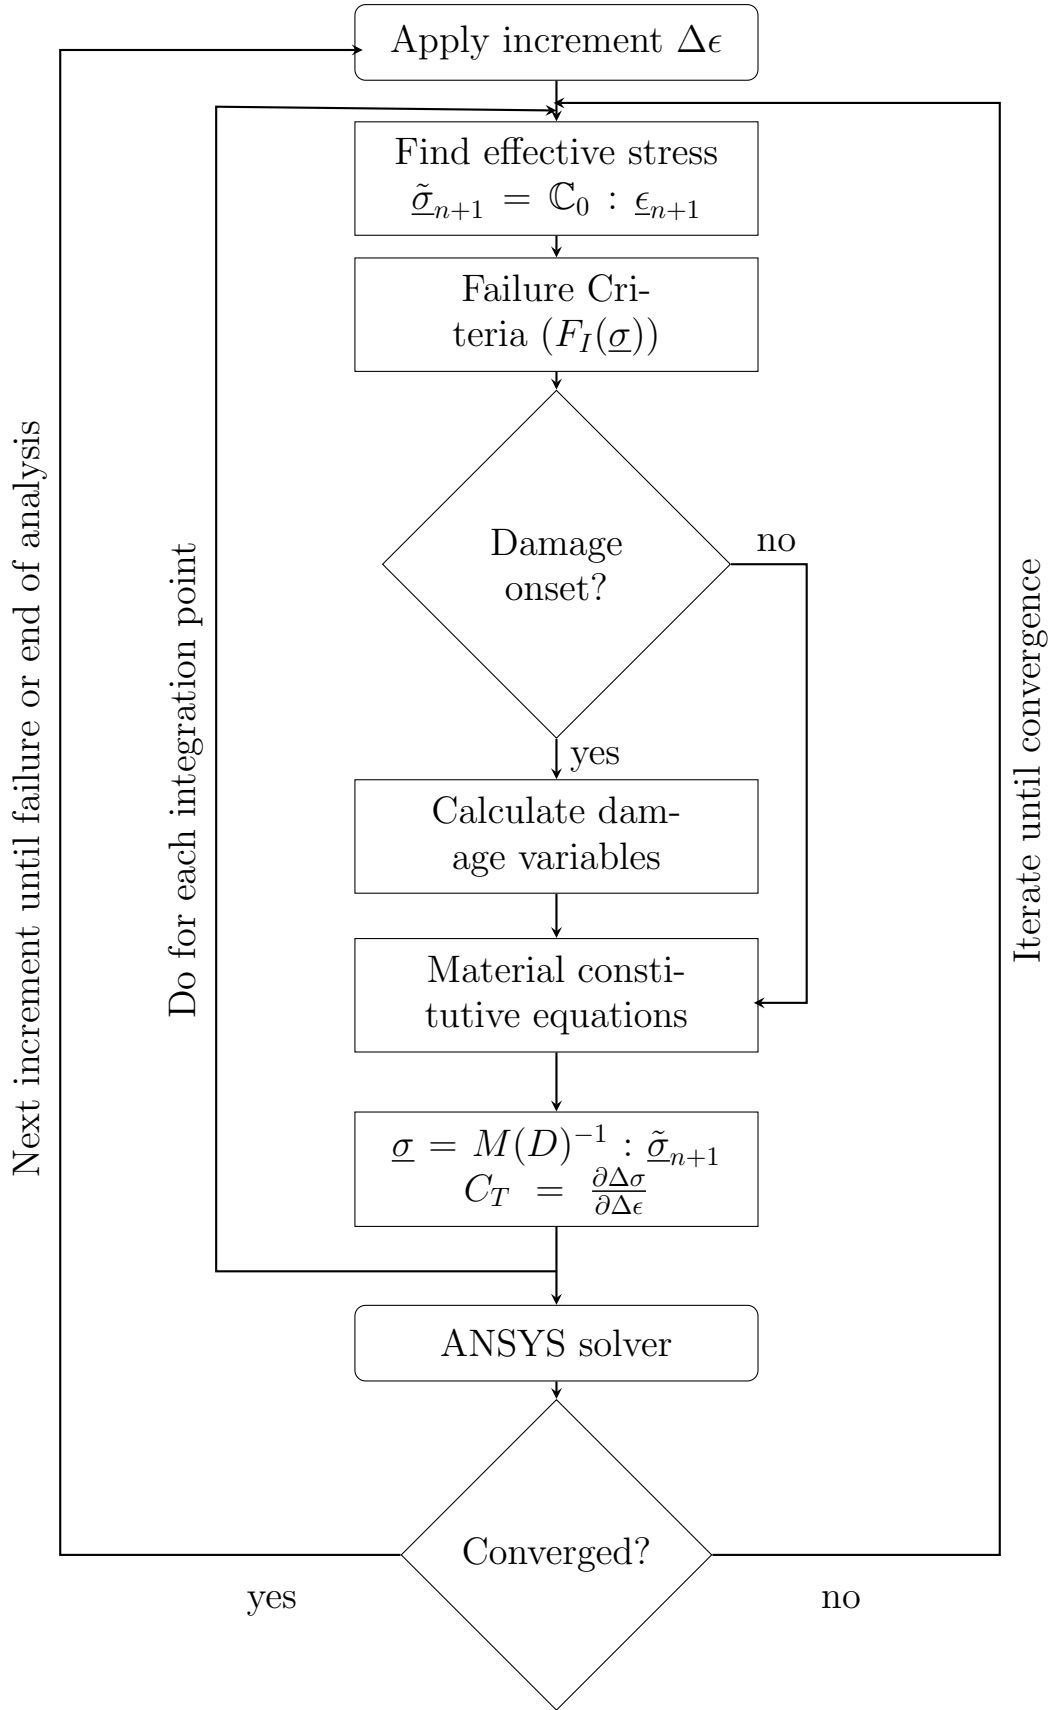 Apply increment Δϵ
Find effective stress
σ̲̃ₙ₊₁ = ℂ₀ : ϵ̲ₙ₊₁
Failure Cri-
teria (F_I(σ̲))
Damage
onset?
no
yes
Calculate dam-
age variables
Material consti-
tutive equations
σ̲ = M(D)⁻¹ : σ̲̃ₙ₊₁
C_T = ∂Δσ/∂Δϵ
ANSYS solver
Converged?
yes
no
Next increment until failure or end of analysis
Do for each integration point
Iterate until convergence